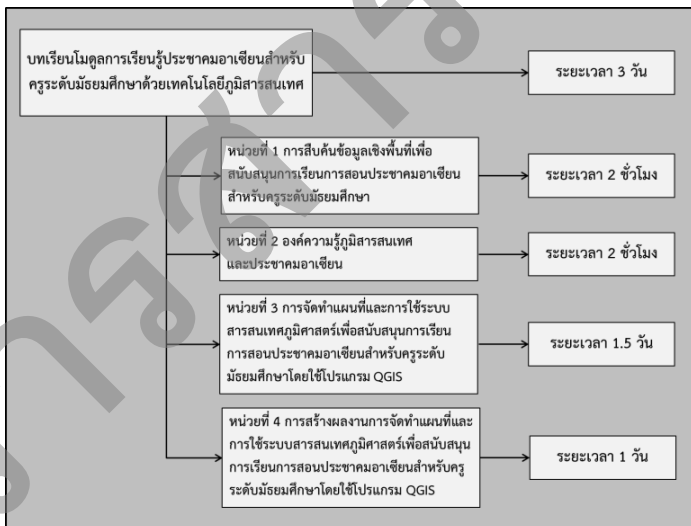 บทเรียนโมดูลการเรียนรู้ประชาคมอาเซียนสำหรับ
ครูระดับมัธยมศึกษาด้วยเทคโนโลยีภูมิสารสนเทศ
ระยะเวลา 3 วัน
หน่วยที่ 1 การสืบค้นข้อมูลเชิงพื้นที่เพื่อ
สนับสนุนการเรียนการสอนประชาคมอาเซียน
สำหรับครูระดับมัธยมศึกษา
ระยะเวลา 2 ชั่วโมง
หน่วยที่ 2 องค์ความรู้ภูมิสารสนเทศ
และประชาคมอาเซียน
ระยะเวลา 2 ชั่วโมง
หน่วยที่ 3 การจัดทำแผนที่และการใช้ระบบ
สารสนเทศภูมิศาสตร์เพื่อสนับสนุนการเรียน
การสอนประชาคมอาเซียนสำหรับครูระดับ
มัธยมศึกษาโดยใช้โปรแกรม QGIS
ระยะเวลา 1.5 วัน
หน่วยที่ 4 การสร้างผลงานการจัดทำแผนที่และ
การใช้ระบบสารสนเทศภูมิศาสตร์เพื่อสนับสนุน
การเรียนการสอนประชาคมอาเซียนสำหรับครู
ระดับมัธยมศึกษาโดยใช้โปรแกรม QGIS
ระยะเวลา 1 วัน